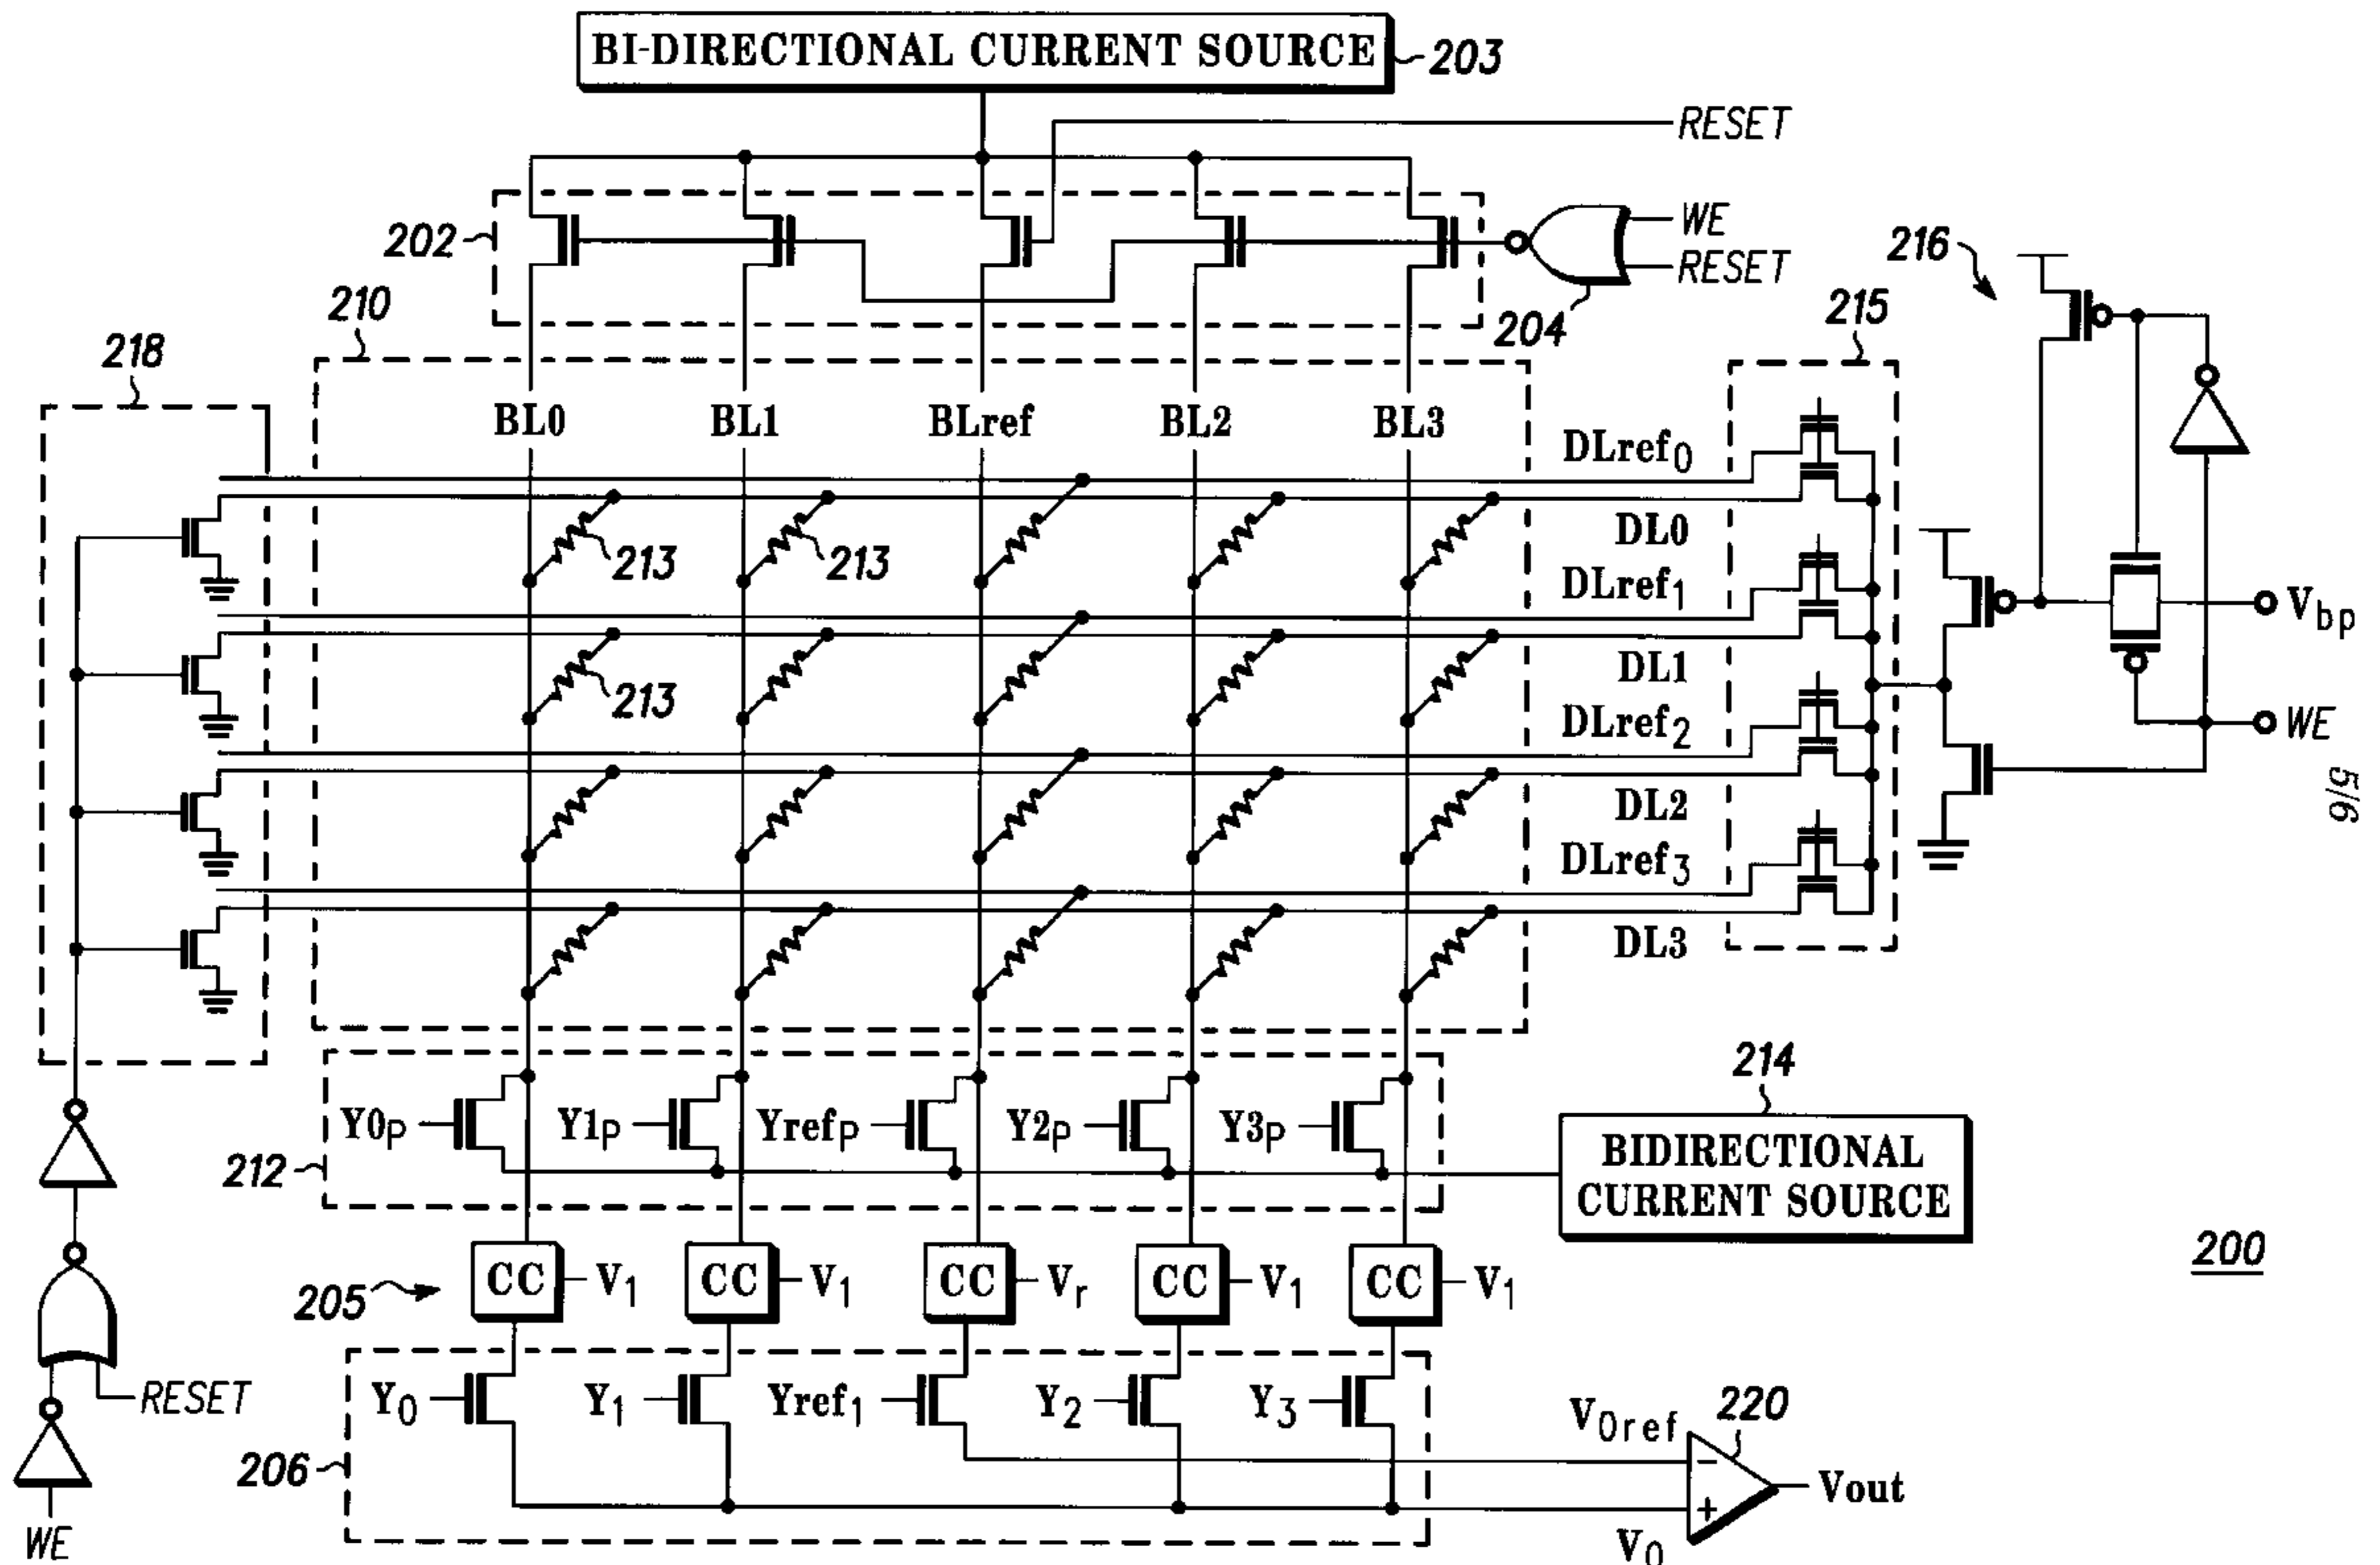 BI-DIRECTIONAL CURRENT SOURCE
203
RESET
202
WE
RESET
204
216
210
218
215
BL0
BL1
BLref
BL2
BL3
DLref0
DL0
213
213
DLref1
Vbp
DL1
213
DLref2
WE
DL2
5/6
DLref3
DL3
214
Y0P
Y1P
YrefP
Y2P
Y3P
BIDIRECTIONAL
CURRENT SOURCE
212
200
205
CC
V1
CC
V1
CC
Vr
CC
V1
CC
V1
RESET
Y0
Y1
Yref1
Y2
Y3
V0ref
220
206
−
+
Vout
WE
V0